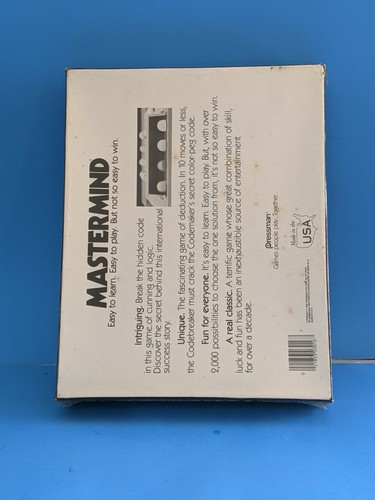 MASTERMIND
Easy to learn. Easy to play. But not so easy to win.
Intriguing. Break the hidden code
in this game of cunning and logic.
Discover the secret behind this international
success story.
Unique. The fascinating game of deduction. In 10 moves or less,
the Codebreaker must crack the Codemaker's secret color-peg code.
Fun for everyone. It's easy to learn. Easy to play. But, with over
2,000 possibilities to choose the one solution from, it's not so easy to win.
A real classic. A terrific game whose great combination of skill,
luck and fun has been an inexhaustible source of entertainment
for over a decade.
Pressman
Games people play. Together.
Made in the
USA